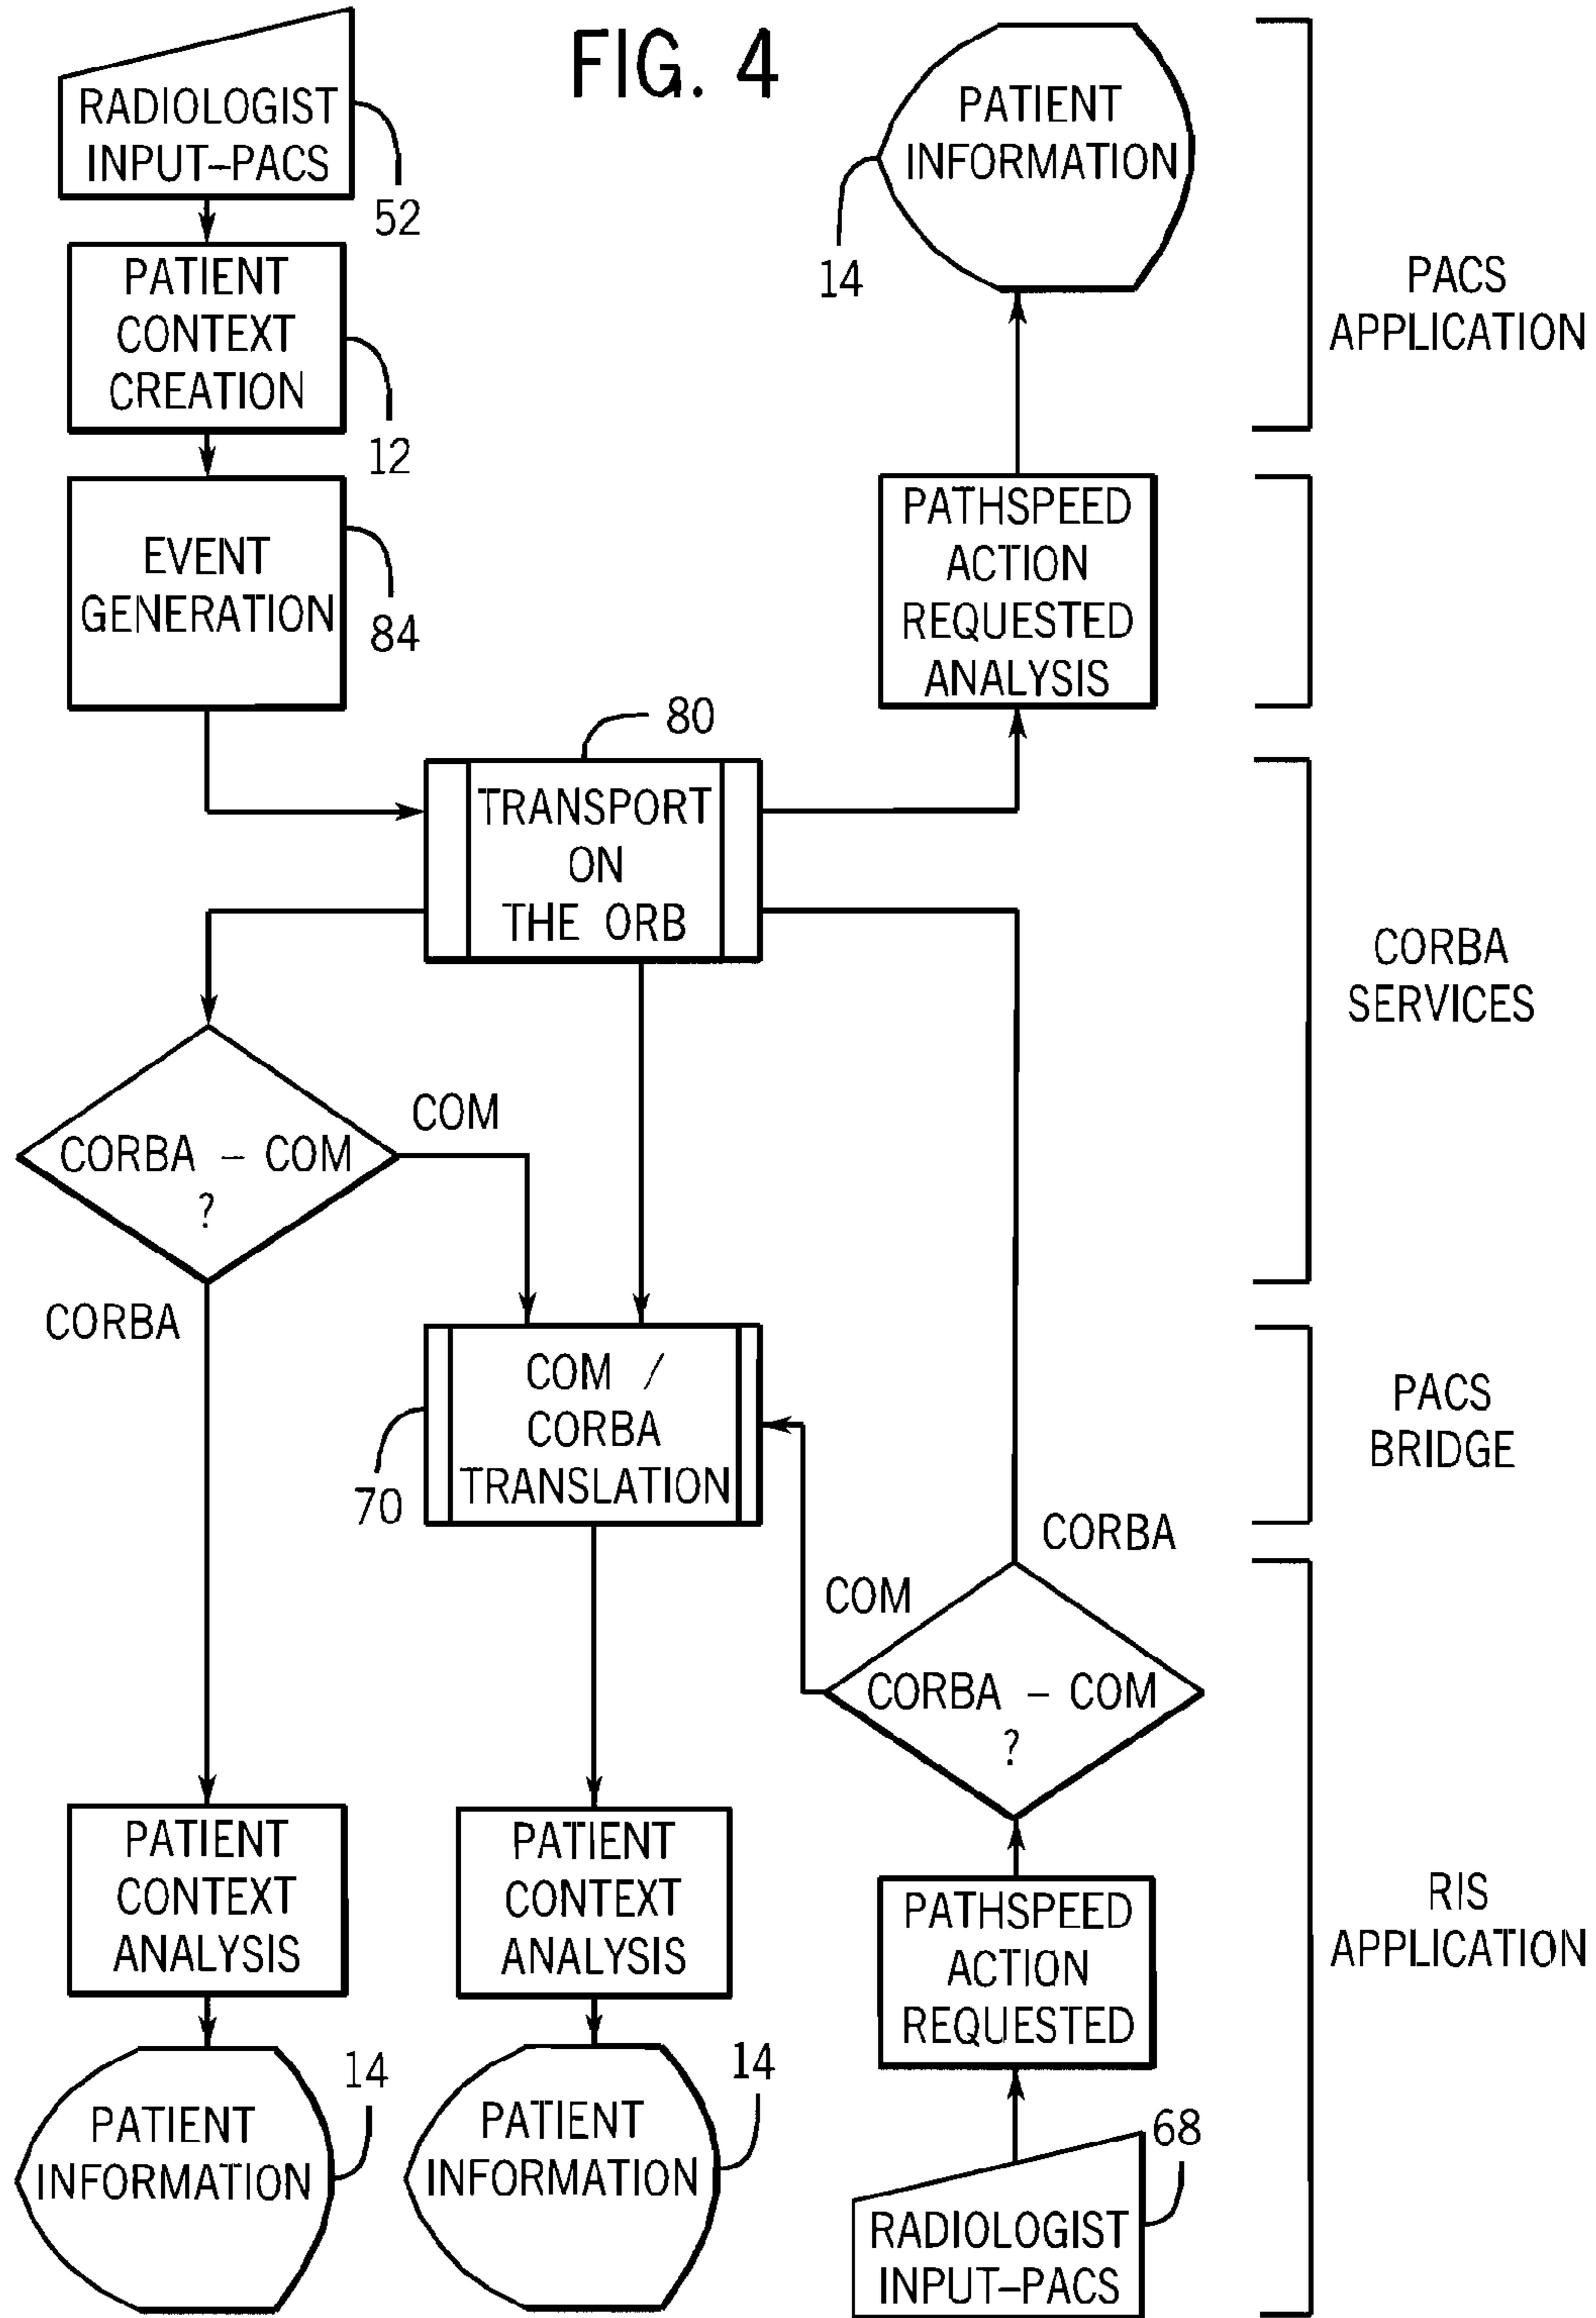 FIG. 4
RADIOLOGIST
INPUT–PACS
52
PATIENT
CONTEXT
CREATION
12
EVENT
GENERATION
84
PATIENT
INFORMATION
14
PACS
APPLICATION
PATHSPEED
ACTION
REQUESTED
ANALYSIS
80
TRANSPORT
ON
THE ORB
CORBA
SERVICES
CORBA – COM
?
COM
CORBA
COM /
CORBA
TRANSLATION
70
PACS
BRIDGE
CORBA
COM
CORBA – COM
?
PATIENT
CONTEXT
ANALYSIS
PATIENT
CONTEXT
ANALYSIS
PATHSPEED
ACTION
REQUESTED
RIS
APPLICATION
PATIENT
INFORMATION
14
PATIENT
INFORMATION
14
68
RADIOLOGIST
INPUT–PACS